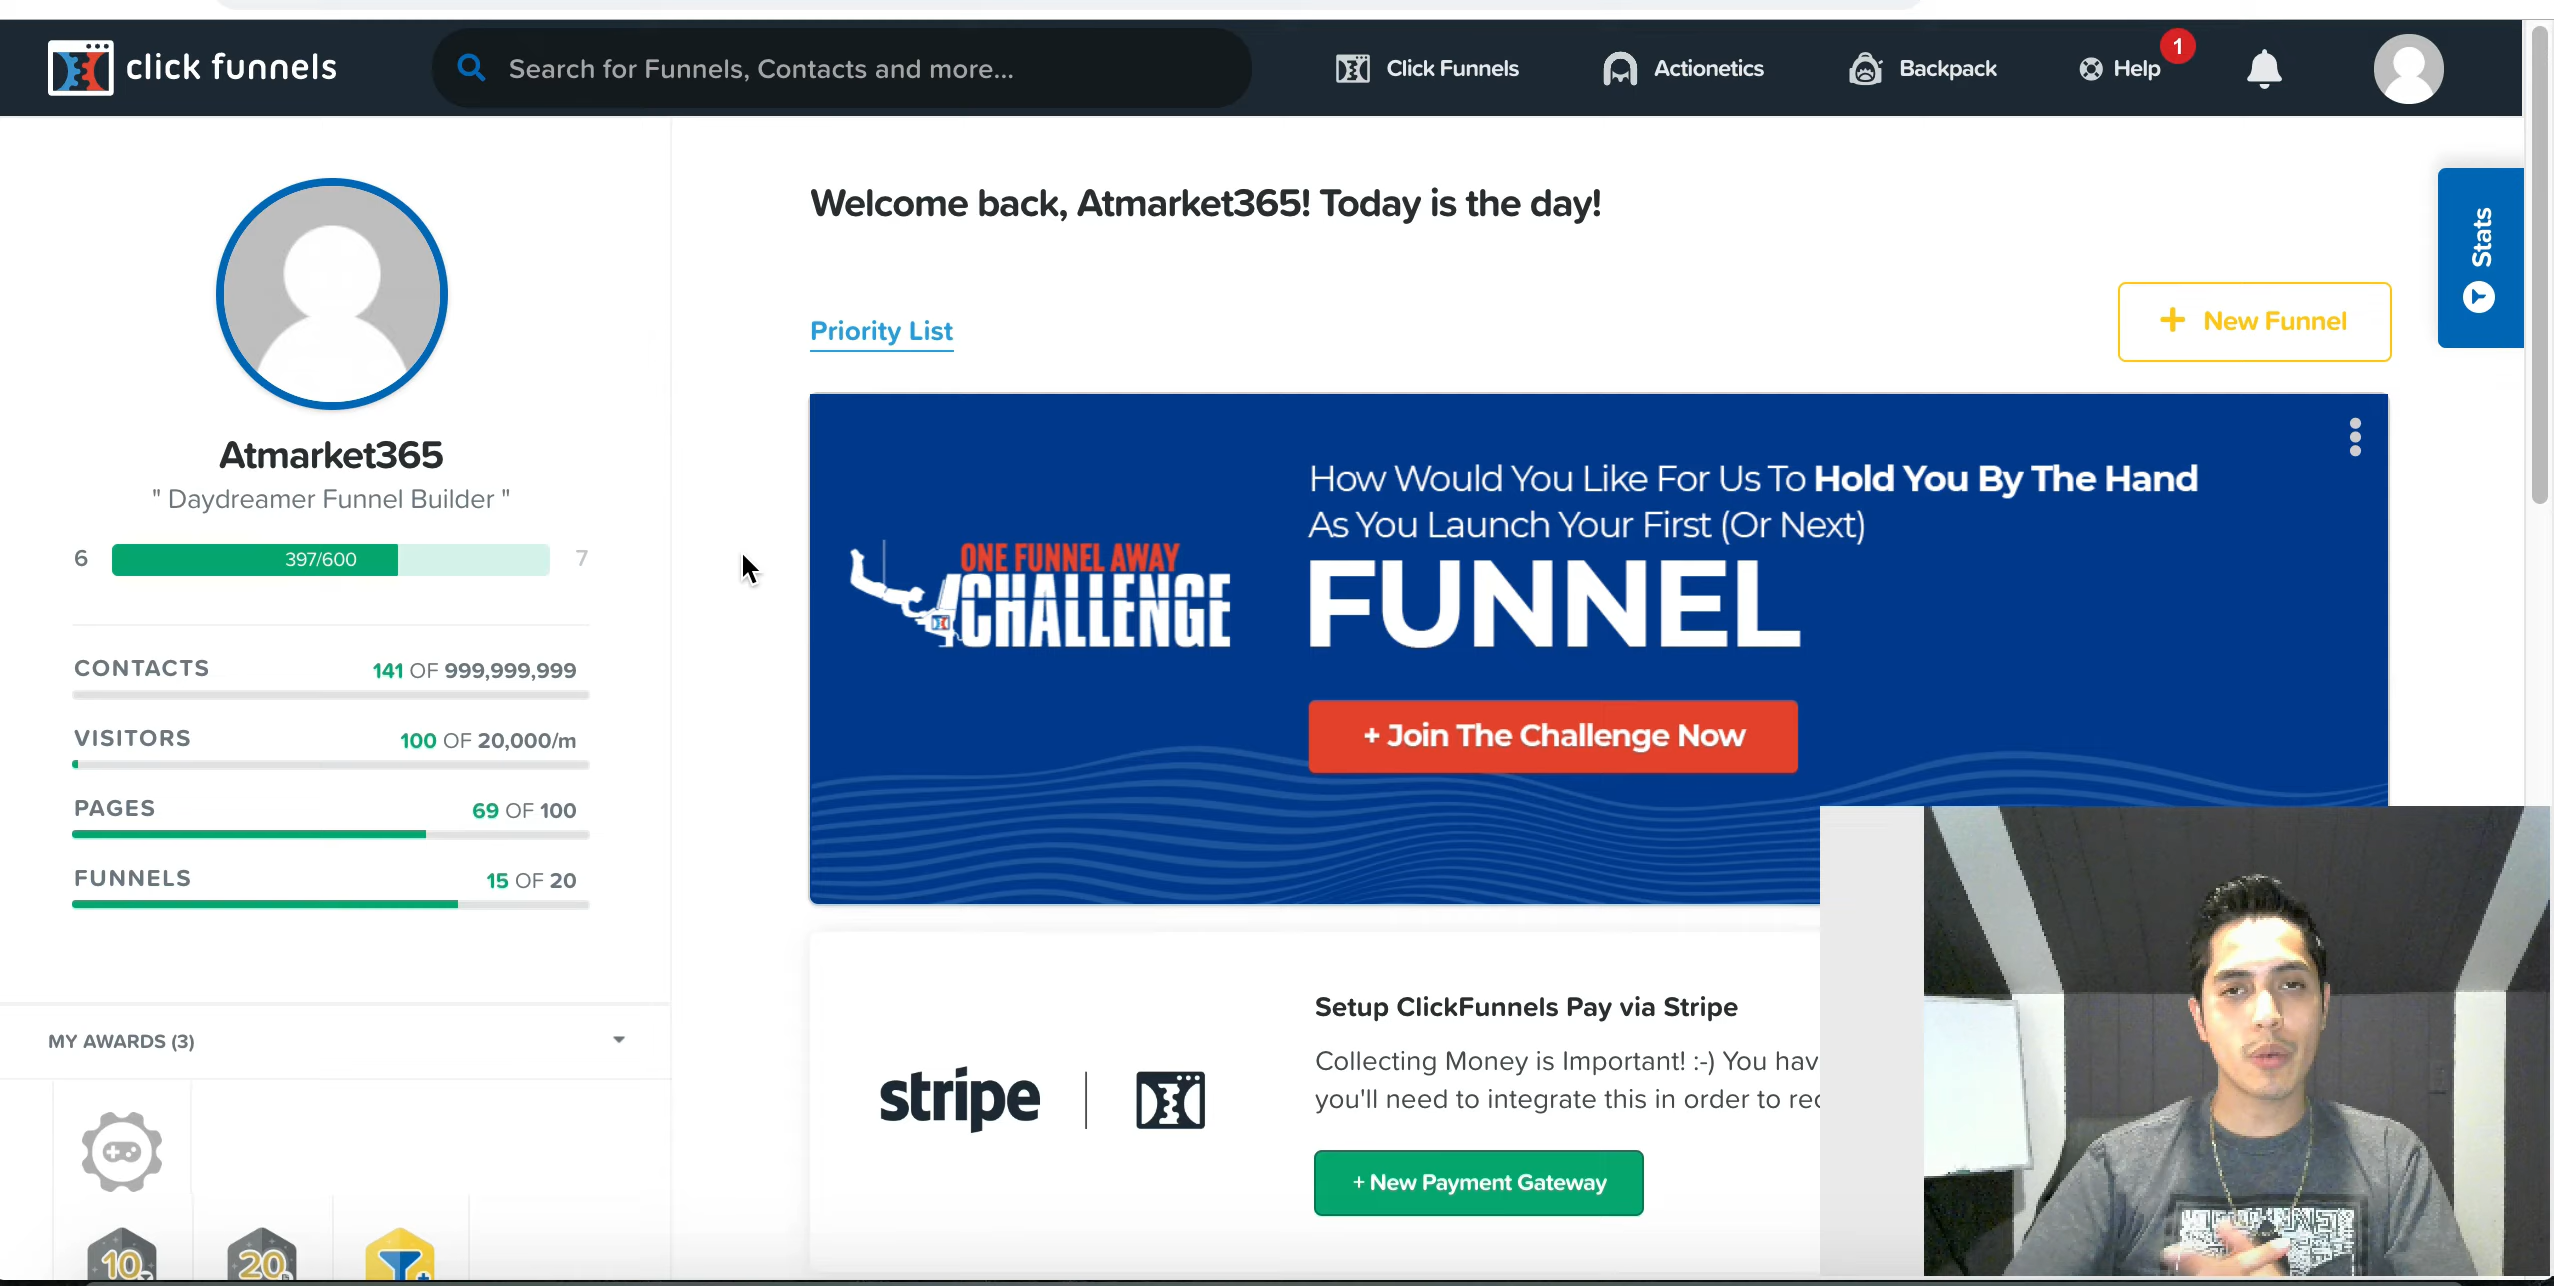 click funnels
Search for Funnels, Contacts and more...
Click Funnels
Actionetics
Backpack
Help
1
Atmarket365
" Daydreamer Funnel Builder "
6 397/600 7
CONTACTS 141 OF 999,999,999
VISITORS 100 OF 20,000/m
PAGES 69 OF 100
FUNNELS 15 OF 20
MY AWARDS (3)
10
20
Welcome back, Atmarket365! Today is the day!
Priority List
+ New Funnel
Stats
ONE FUNNEL AWAY
CHALLENGE
How Would You Like For Us To Hold You By The Hand
As You Launch Your First (Or Next)
FUNNEL
+ Join The Challenge Now
stripe
Setup ClickFunnels Pay via Stripe
Collecting Money is Important! :-) You
you'll need to integrate this in order to
+ New Payment Gateway